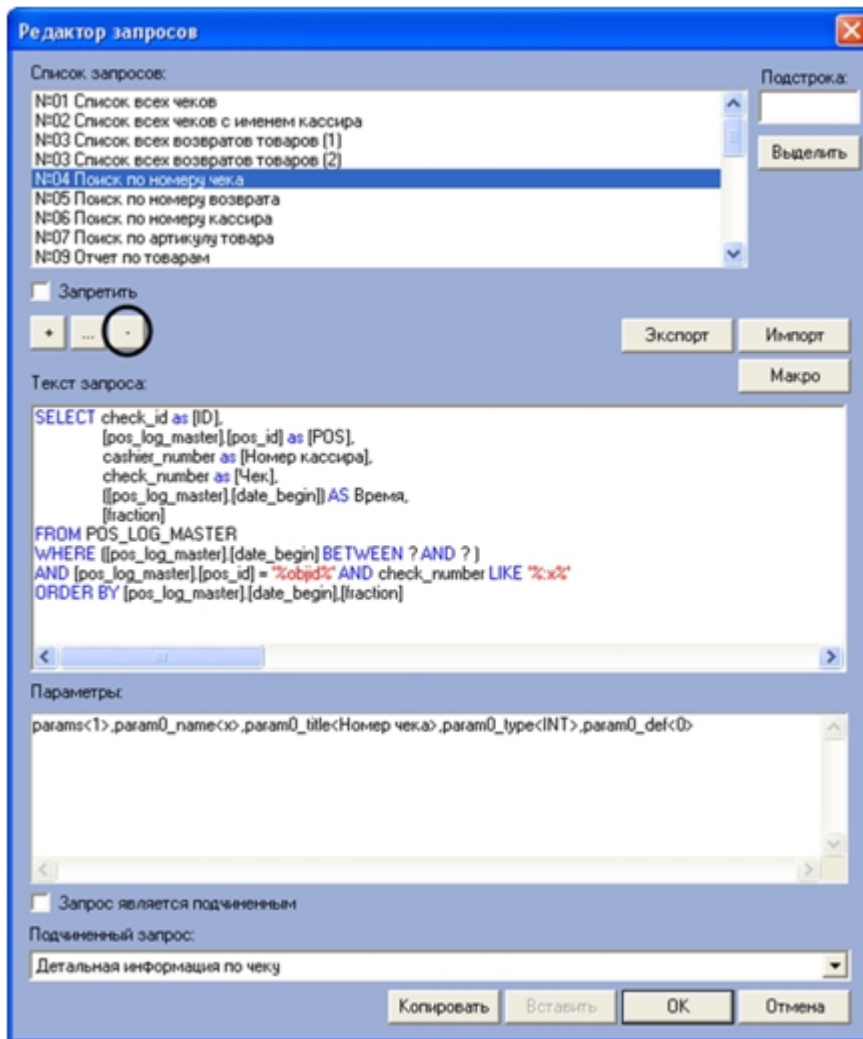 Редактор запросов
Список запросов:
Подстрока:
№01 Список всех чеков
№02 Список всех чеков с именем кассира
№03 Список всех возвратов товаров (1)
№03 Список всех возвратов товаров (2)
№04 Поиск по номеру чека
№05 Поиск по номеру возврата
№06 Поиск по номеру кассира
№07 Поиск по артикулу товара
№09 Отчет по товарам
Выделить
Запретить
+ ... -
Экспорт Импорт
Макро
Текст запроса:
SELECT check_id as [ID],
[pos_log_master].[pos_id] as [POS],
cashier_number as [Номер кассира],
check_number as [Чек],
([pos_log_master].[date_begin]) AS Время,
[fraction]
FROM POS_LOG_MASTER
WHERE ([pos_log_master].[date_begin] BETWEEN ? AND ? )
AND [pos_log_master].[pos_id] = '%objid%' AND check_number LIKE '%:x%'
ORDER BY [pos_log_master].[date_begin],[fraction]
Параметры:
params<1>,param0_name<x>,param0_title<Номер чека>,param0_type<INT>,param0_def<0>
Запрос является подчиненным
Подчиненный запрос:
Детальная информация по чеку
Копировать Вставить OK Отмена